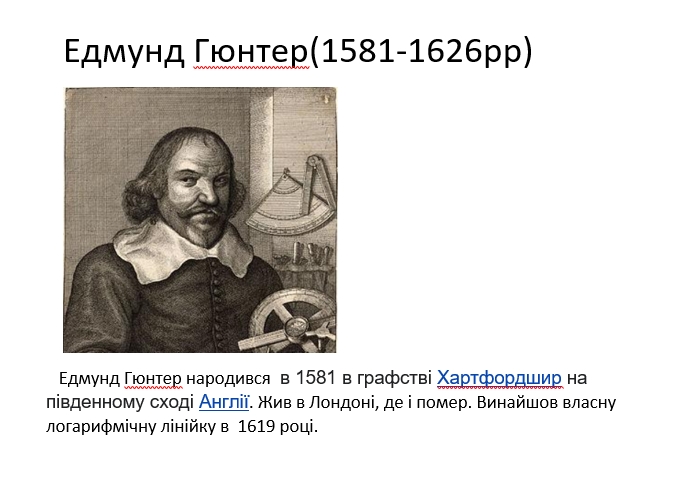 Едмунд Гюнтер(1581-1626рр)
Едмунд Гюнтер народився в 1581 в графстві Хартфордшир на
південному сході Англії. Жив в Лондоні, де і помер. Винайшов власну
логарифмічну лінійку в 1619 році.